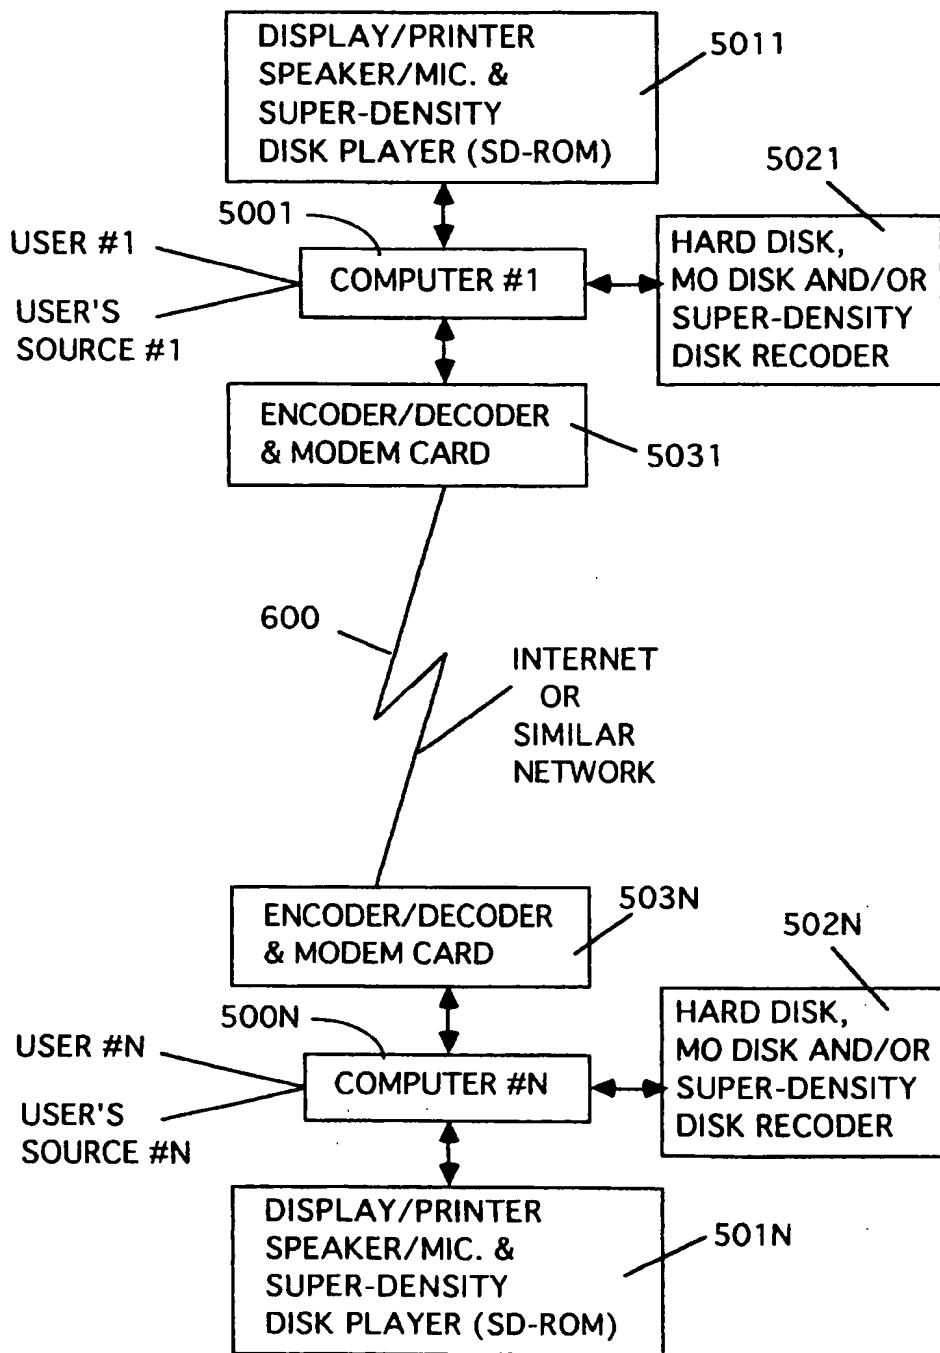 DISPLAY/PRINTER
SPEAKER/MIC. &
SUPER-DENSITY
DISK PLAYER (SD-ROM)
5011
5021
5001
USER #1
USER'S
SOURCE #1
COMPUTER #1
HARD DISK,
MO DISK AND/OR
SUPER-DENSITY
DISK RECODER
ENCODER/DECODER
& MODEM CARD
5031
600
INTERNET
OR
SIMILAR
NETWORK
ENCODER/DECODER
& MODEM CARD
503N
502N
500N
USER #N
USER'S
SOURCE #N
COMPUTER #N
HARD DISK,
MO DISK AND/OR
SUPER-DENSITY
DISK RECODER
DISPLAY/PRINTER
SPEAKER/MIC. &
SUPER-DENSITY
DISK PLAYER (SD-ROM)
501N